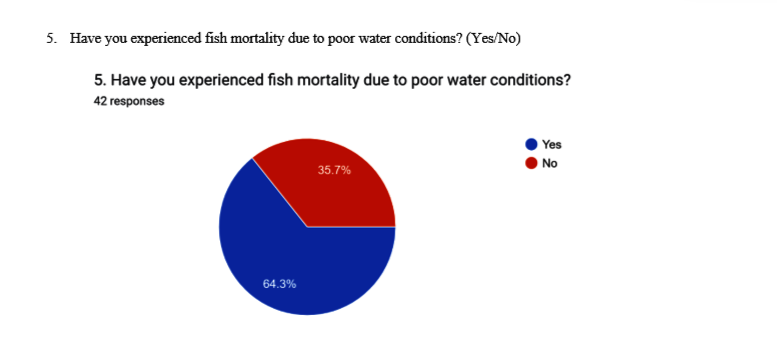 5. Have you experienced fish mortality due to poor water conditions? (Yes/No)
5. Have you experienced fish mortality due to poor water conditions?
42 responses
Yes
No
35.7%
64.3%